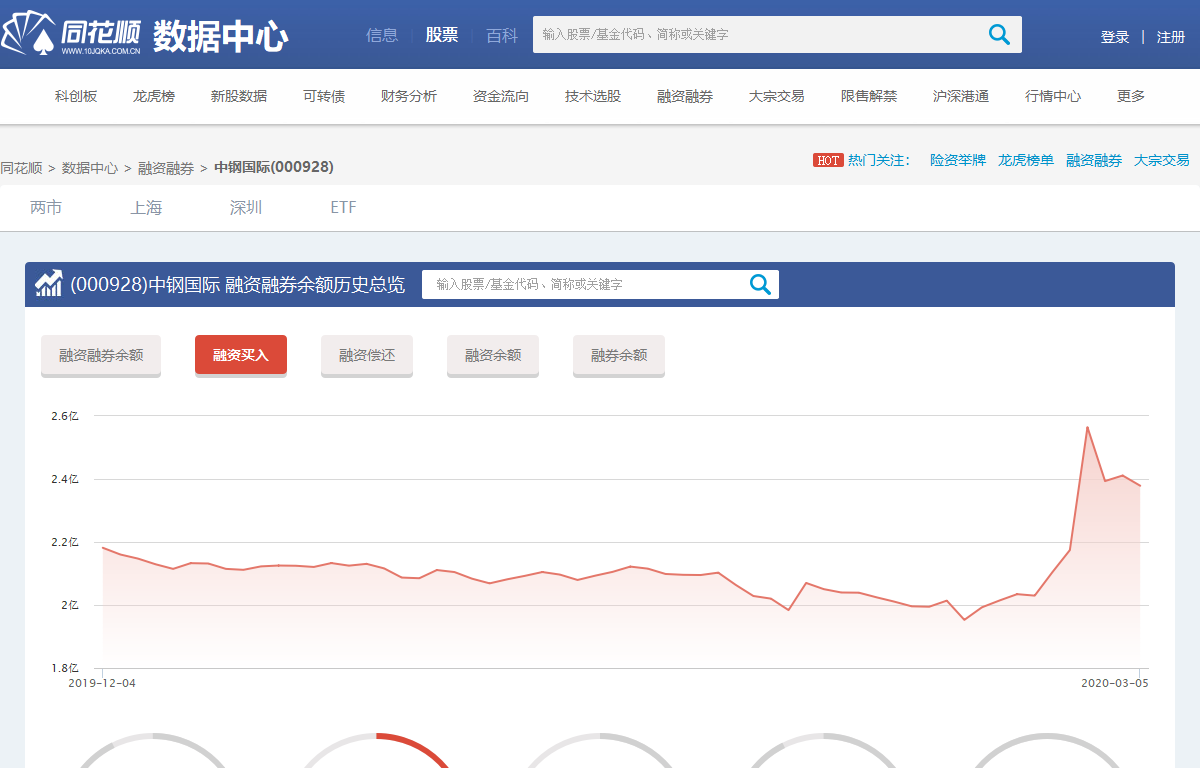 同花顺 数据中心 信息 股票 百科 输入股票/基金代码、简称或关键字 登录 | 注册
WWW.10JQKA.COM.CN
科创板 龙虎榜 新股数据 可转债 财务分析 资金流向 技术选股 融资融券 大宗交易 限售解禁 沪深港通 行情中心 更多
同花顺 > 数据中心 > 融资融券 > 中钢国际(000928) HOT 热门关注： 险资举牌 龙虎榜单 融资融券 大宗交易
两市 上海 深圳 ETF
(000928)中钢国际 融资融券余额历史总览 输入股票/基金代码、简称或关键字
融资融券余额 融资买入 融资偿还 融资余额 融券余额
2.6亿
2.4亿
2.2亿
2亿
1.8亿
2019-12-04 2020-03-05